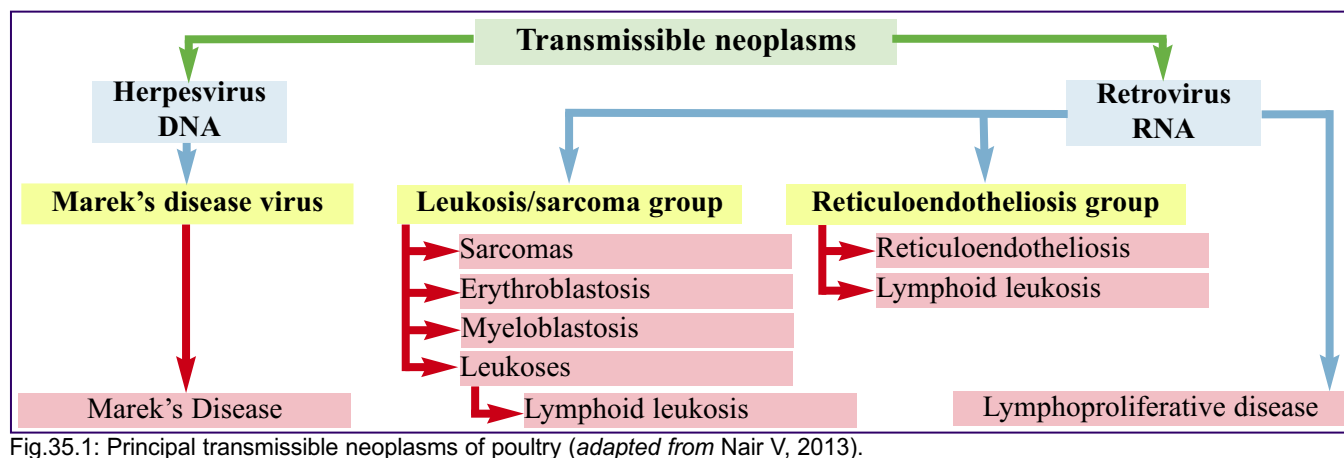 Transmissible neoplasms
Herpesvirus
DNA
Retrovirus
RNA
Marek's disease virus
Leukosis/sarcoma group
Reticuloendotheliosis group
Sarcomas
Erythroblastosis
Myeloblastosis
Leukoses
Lymphoid leukosis
Reticuloendotheliosis
Lymphoid leukosis
Marek's Disease
Lymphoproliferative disease
Fig.35.1: Principal transmissible neoplasms of poultry (adapted from Nair V, 2013).